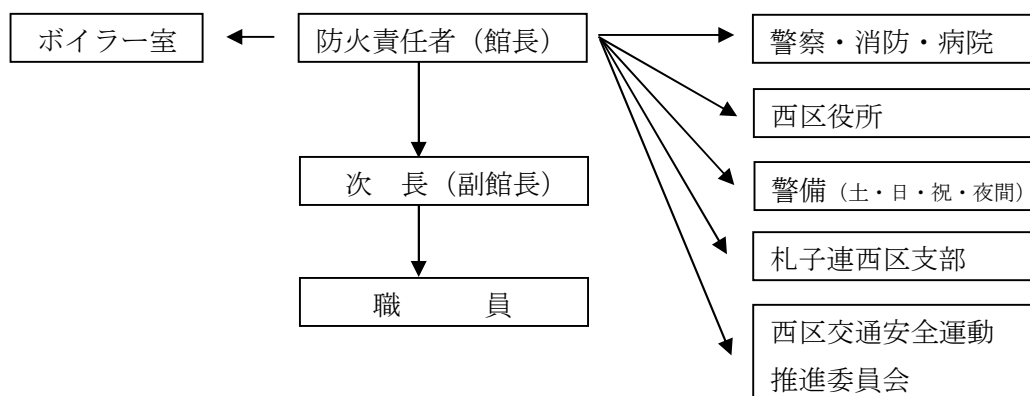 ボイラー室
防火責任者（館長）
警察・消防・病院
西区役所
次　長（副館長）
警備（土・日・祝・夜間）
札子連西区支部
職　　　員
西区交通安全運動
推進委員会